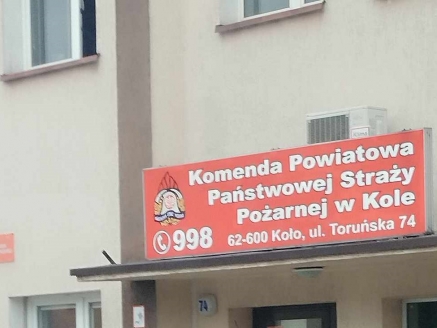 Komenda Powiatowa
Państwowej Straży
Pożarnej w Kole
998
62-600 Koło, ul. Toruńska 74
74